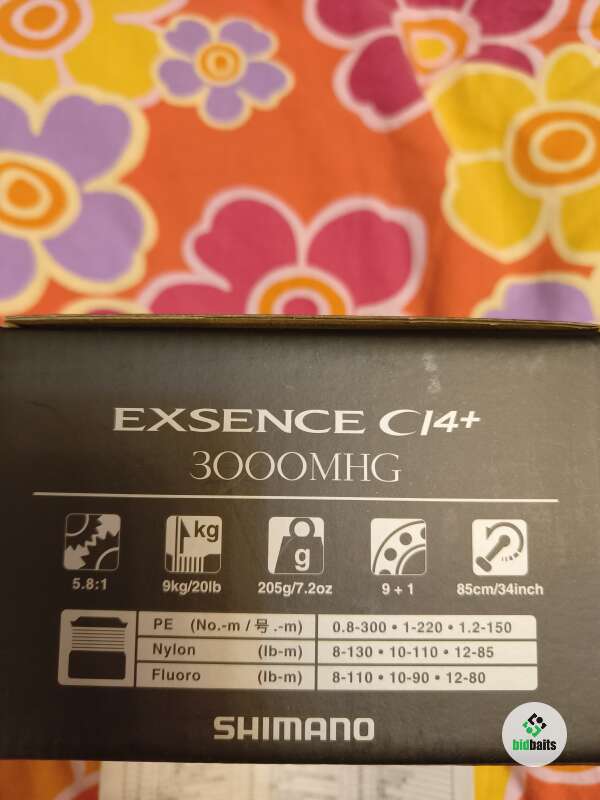 EXSENCE CI4+
3000MHG
kg
g
5.8:1 9kg/20lb 205g/7.2oz 9+1 85cm/34inch
PE (No.-m / 号.-m) 0.8-300 • 1-220 • 1.2-150
Nylon (lb-m) 8-130 • 10-110 • 12-85
Fluoro (lb-m) 8-110 • 10-90 • 12-80
SHIMANO
bidbaits